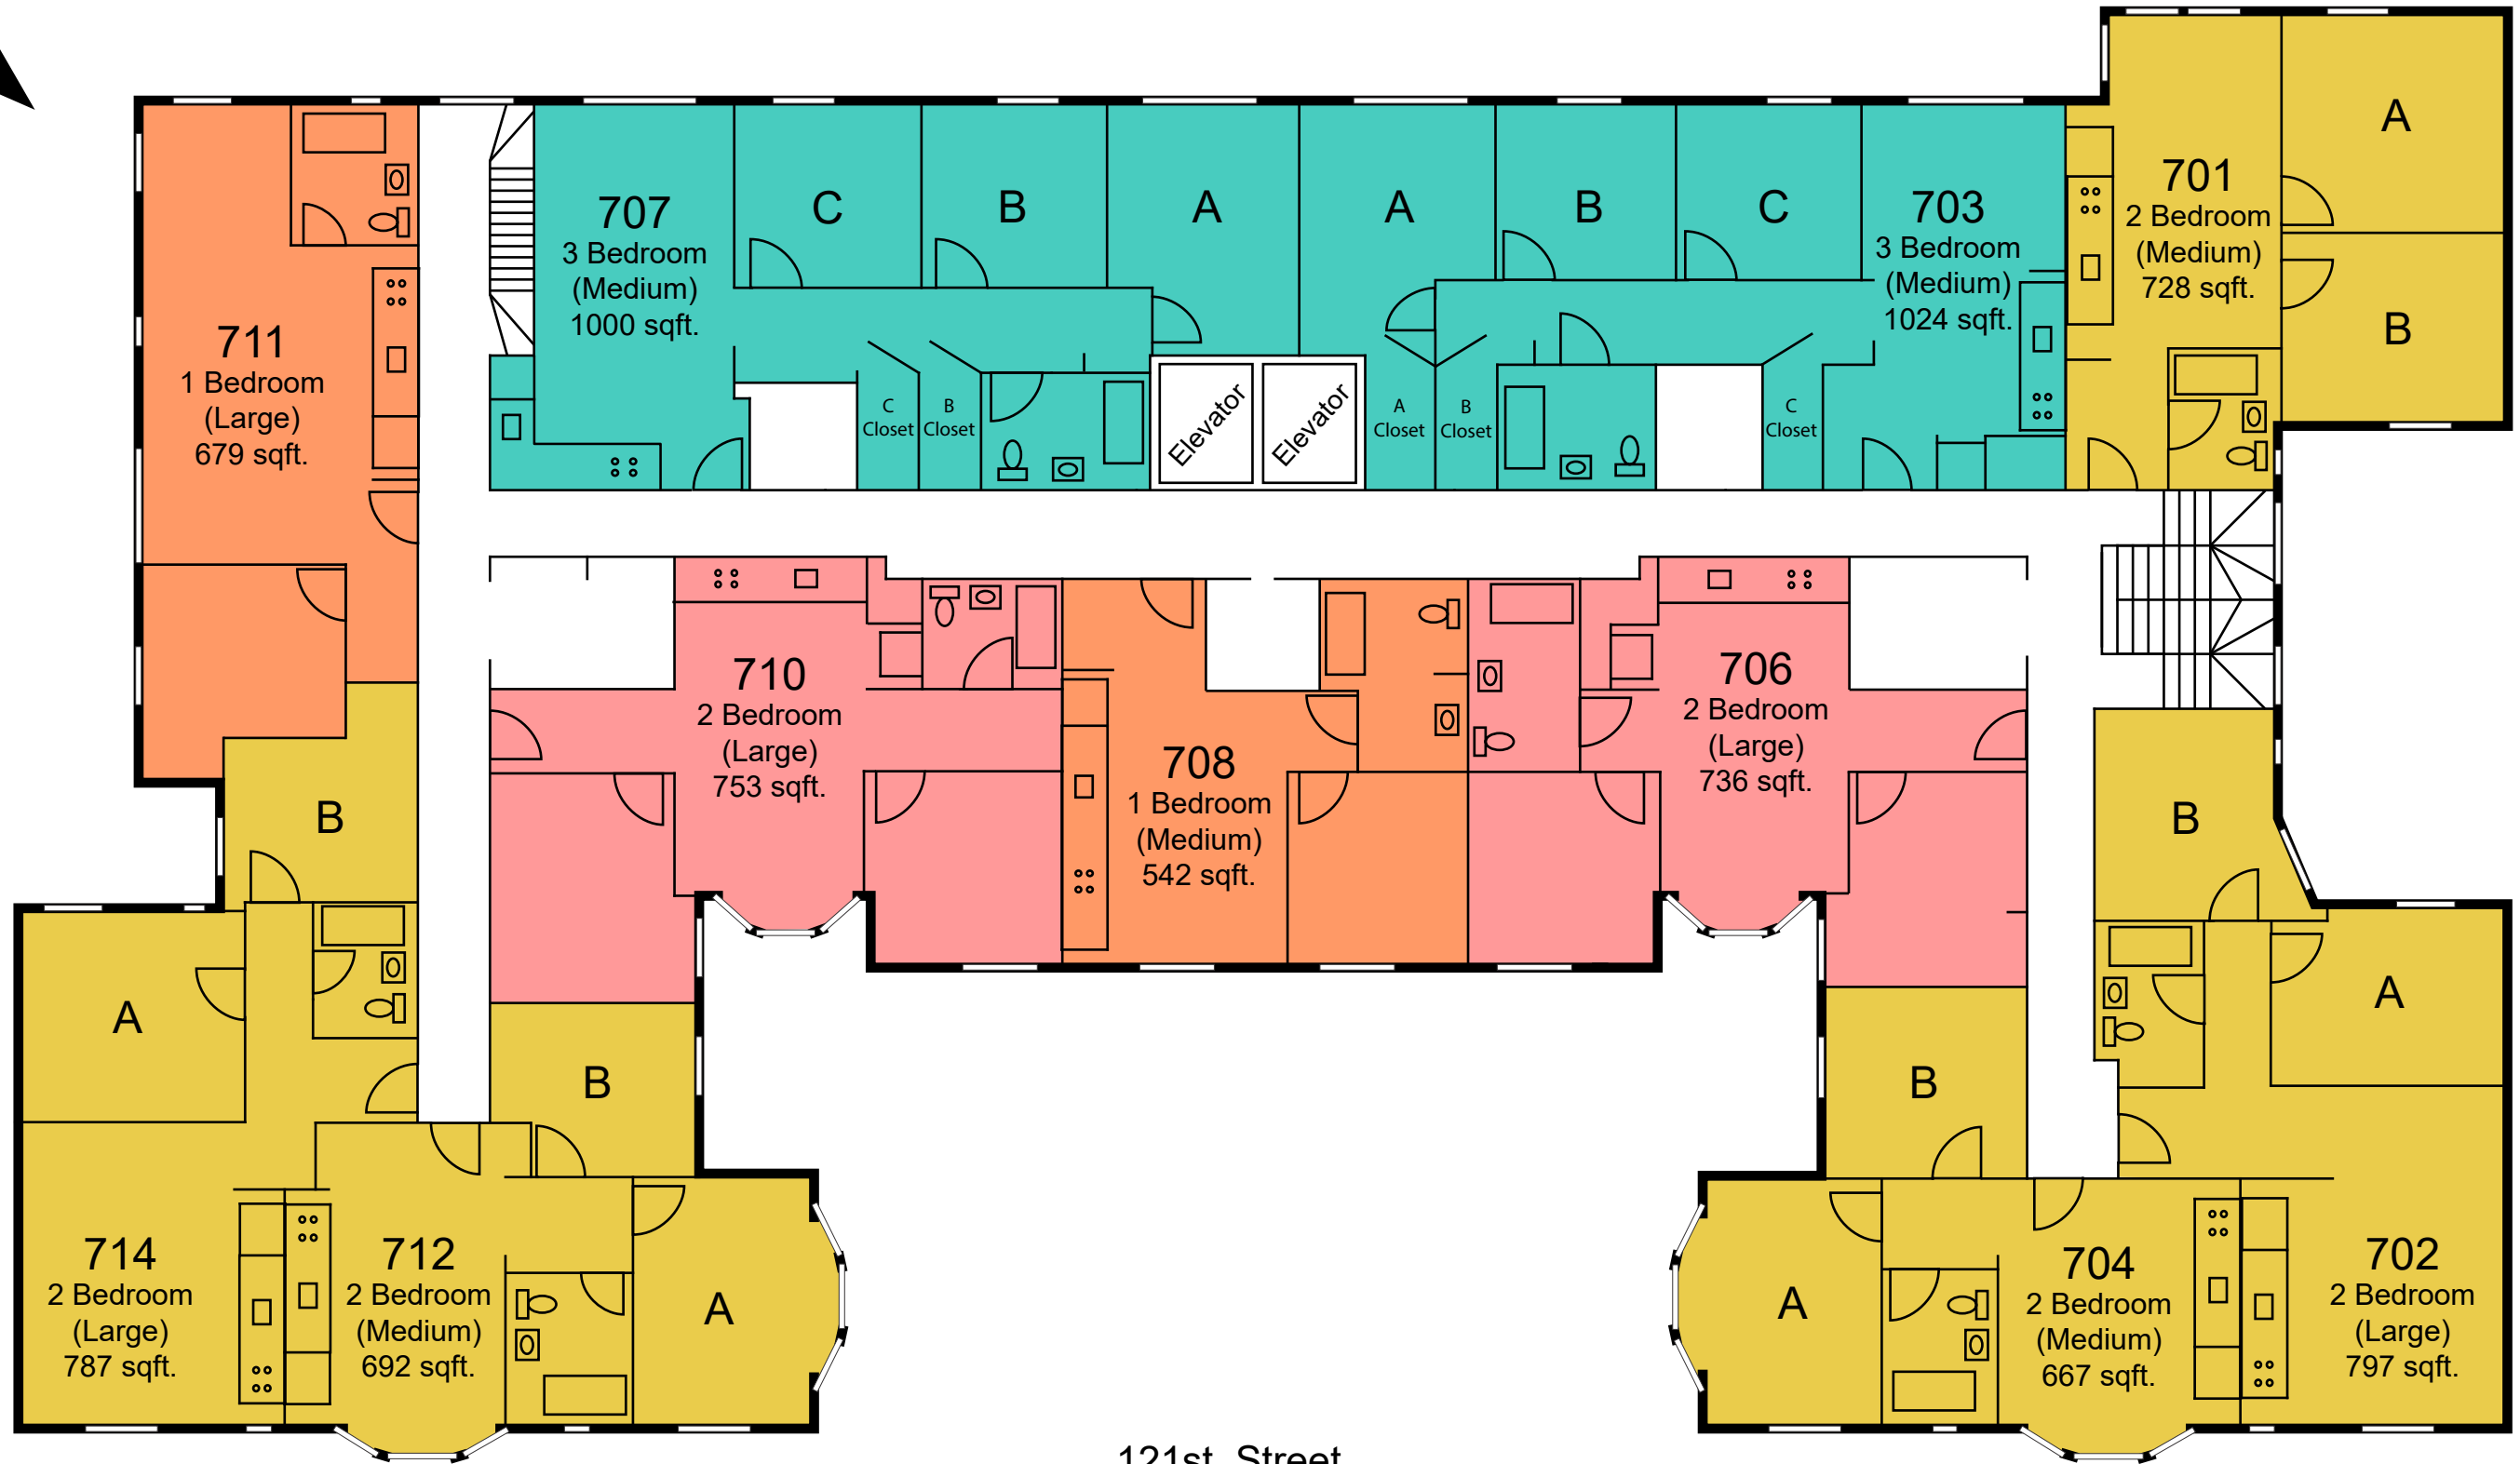 A
701
2 Bedroom
(Medium)
728 sqft.
B
707
3 Bedroom
(Medium)
1000 sqft.
C
B
A
A
B
C
703
3 Bedroom
(Medium)
1024 sqft.
711
1 Bedroom
(Large)
679 sqft.
C
Closet
B
Closet
Elevator
Elevator
A
Closet
B
Closet
C
Closet
710
2 Bedroom
(Large)
753 sqft.
708
1 Bedroom
(Medium)
542 sqft.
706
2 Bedroom
(Large)
736 sqft.
B
B
A
A
B
B
714
2 Bedroom
(Large)
787 sqft.
712
2 Bedroom
(Medium)
692 sqft.
A
A
704
2 Bedroom
(Medium)
667 sqft.
702
2 Bedroom
(Large)
797 sqft.
121st Street